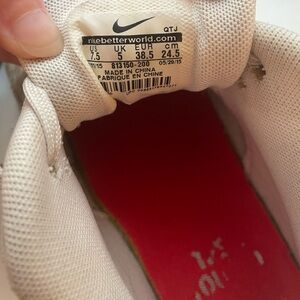 QTJ
nikebetterworld.com
US UK EUR cm
7.5 5 38.5 24.5
813150-200 05/20/15
MADE IN CHINA
FABRIQUE EN CHINE